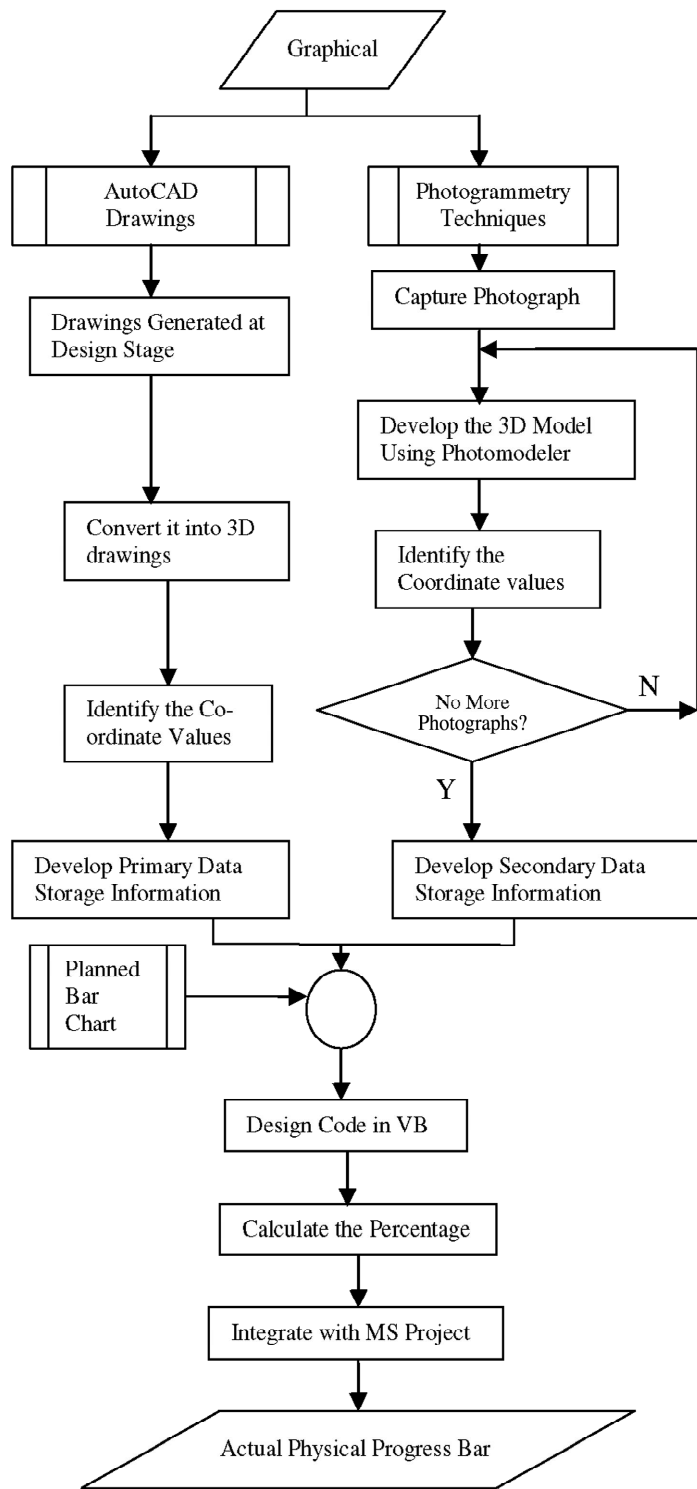 Graphical
AutoCAD
Drawings
Photogrammetry
Techniques
Capture Photograph
Drawings Generated at
Design Stage
Develop the 3D Model
Using Photomodeler
Convert it into 3D
drawings
Identify the
Coordinate values
No More
Photographs?
N
Identify the Co-
ordinate Values
Y
Develop Primary Data
Storage Information
Develop Secondary Data
Storage Information
Planned
Bar
Chart
Design Code in VB
Calculate the Percentage
Integrate with MS Project
Actual Physical Progress Bar